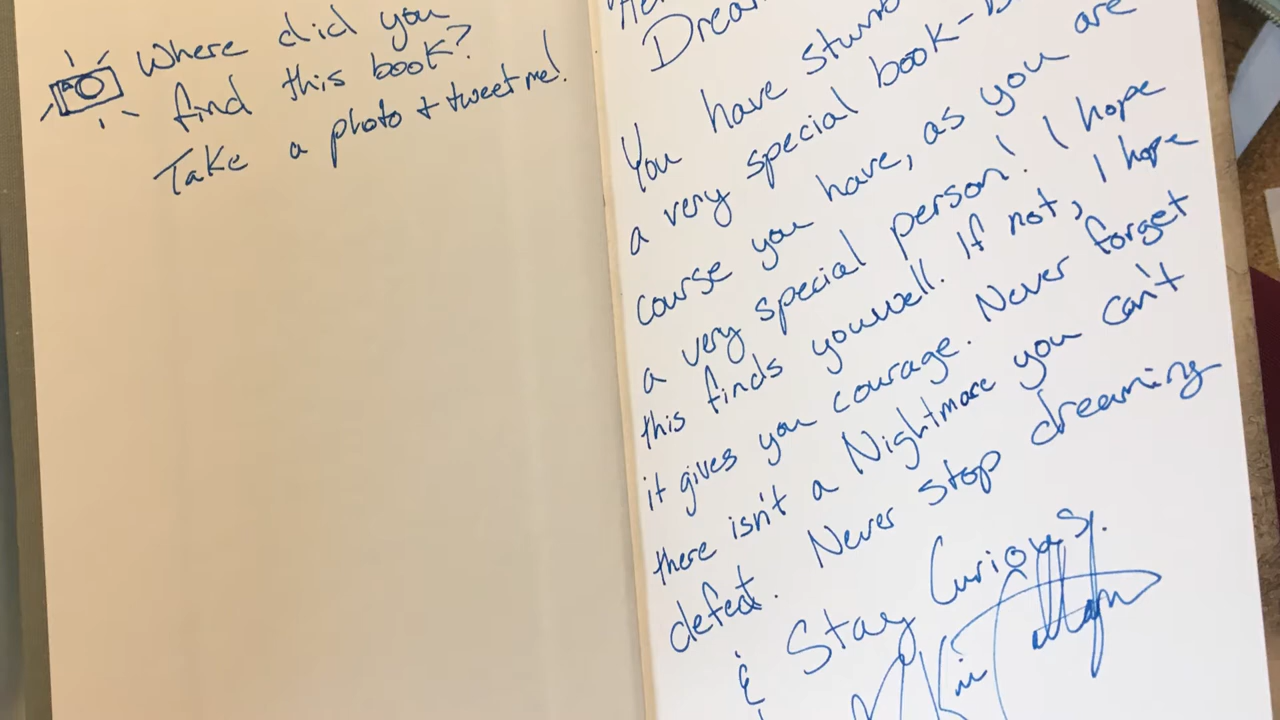 Where did you
find this book?
Take a photo + tweet me!
You have
a very special book-
course you have, as you are
a very special person! I hope
this finds you well. If not, I hope
it gives you courage. Never forget
there isn't a Nightmare you can't
defeat. Never stop dreaming
& Stay Curious.